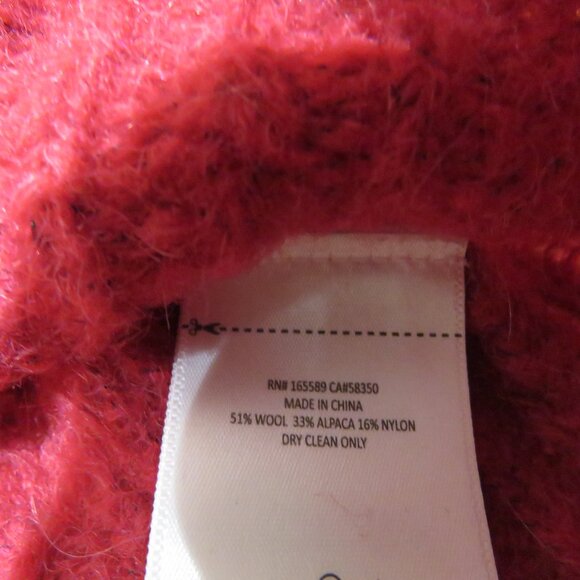 RN# 165589 CA#58350
MADE IN CHINA
51% WOOL 33% ALPACA 16% NYLON
DRY CLEAN ONLY